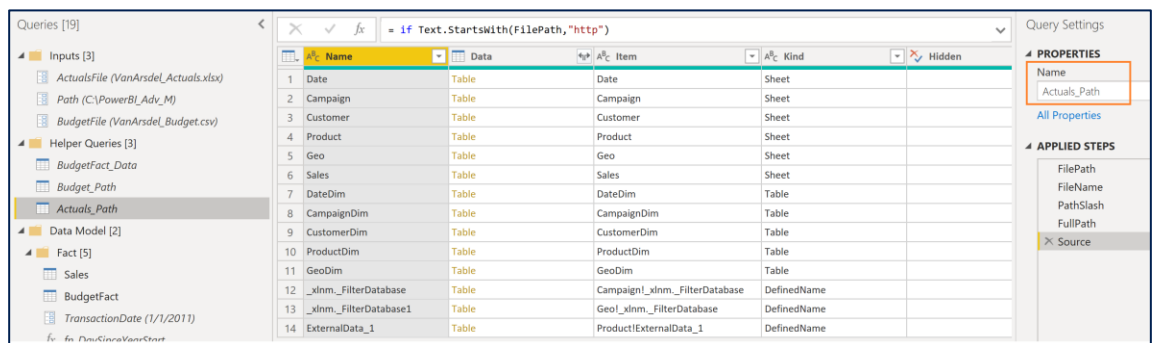 Queries [19]
Inputs [3]
ActualsFile (VanArsdel_Actuals.xlsx)
Path (C:\PowerBI_Adv_M)
BudgetFile (VanArsdel_Budget.csv)
Helper Queries [3]
BudgetFact_Data
Budget_Path
Actuals_Path
Data Model [2]
Fact [5]
Sales
BudgetFact
TransactionDate (1/1/2011)
fx fn_DaySinceYearStart
fx = if Text.StartsWith(FilePath,"http")
ABC Name Data ABC Item ABC Kind Hidden
1 Date Table Date Sheet
2 Campaign Table Campaign Sheet
3 Customer Table Customer Sheet
4 Product Table Product Sheet
5 Geo Table Geo Sheet
6 Sales Table Sales Sheet
7 DateDim Table DateDim Table
8 CampaignDim Table CampaignDim Table
9 CustomerDim Table CustomerDim Table
10 ProductDim Table ProductDim Table
11 GeoDim Table GeoDim Table
12 _xlnm._FilterDatabase Table Campaign!_xlnm._FilterDatabase DefinedName
13 _xlnm._FilterDatabase1 Table Geo!_xlnm._FilterDatabase DefinedName
14 ExternalData_1 Table Product!ExternalData_1 DefinedName
Query Settings
PROPERTIES
Name
Actuals_Path
All Properties
APPLIED STEPS
FilePath
FileName
PathSlash
FullPath
Source